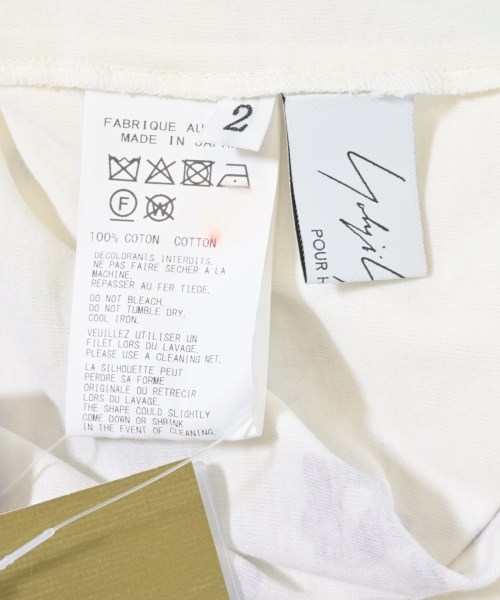 2
FABRIQUE AU
MADE IN
F
W
100% COTON COTTON
DÉCOLORANTS INTERDITS.
NE PAS FAIRE SÉCHER A LA
MACHINE.
REPASSER AU FER TIEDE.
DO NOT BLEACH.
DO NOT TUMBLE DRY.
COOL IRON.
VEUILLEZ UTILISER UN
FILET LORS DU LAVAGE.
PLEASE USE A CLEANING NET.
LA SILHOUETTE PEUT
PERDRE SA FORME
ORIGINALE OU RETRECIR
LORS DU LAVAGE.
THE SHAPE COULD SLIGHTLY
COME DOWN OR SHRINK
IN THE EVENT OF CLEANING.
Yohji
POUR